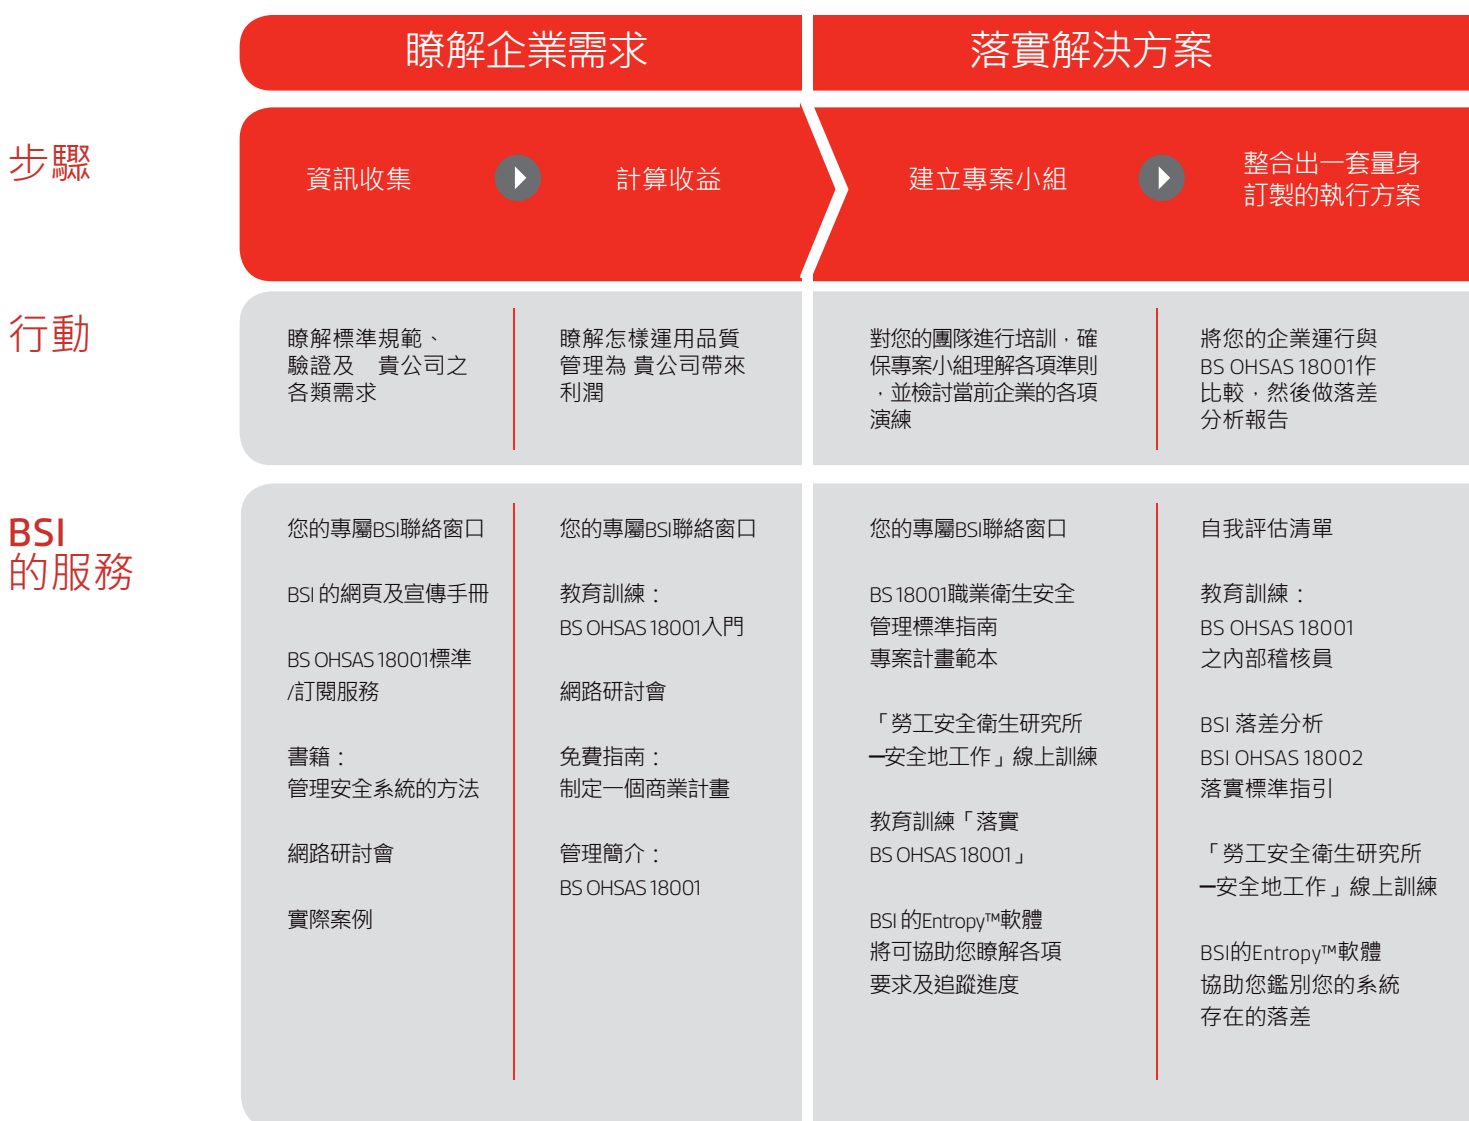 瞭解企業需求
落實解決方案
步驟
資訊收集
計算收益
建立專案小組
整合出一套量身
訂製的執行方案
行動
瞭解標準規範、
驗證及 貴公司之
各類需求
瞭解怎樣運用品質
管理為 貴公司帶來
利潤
對您的團隊進行培訓，確
保專案小組理解各項準則
，並檢討當前企業的各項
演練
將您的企業運行與
BS OHSAS 18001作
比較，然後做落差
分析報告
BSI
的服務
您的專屬BSI聯絡窗口
BSI 的網頁及宣傳手冊
BS OHSAS 18001標準
/訂閱服務
書籍：
管理安全系統的方法
網路研討會
實際案例
您的專屬BSI聯絡窗口
教育訓練：
BS OHSAS 18001入門
網路研討會
免費指南：
制定一個商業計畫
管理簡介：
BS OHSAS 18001
您的專屬BSI聯絡窗口
BS 18001職業衛生安全
管理標準指南
專案計畫範本
「勞工安全衛生研究所
—安全地工作」線上訓練
教育訓練「落實
BS OHSAS 18001」
BSI 的Entropy™軟體
將可協助您瞭解各項
要求及追蹤進度
自我評估清單
教育訓練：
BS OHSAS 18001
之內部稽核員
BSI 落差分析
BSI OHSAS 18002
落實標準指引
「勞工安全衛生研究所
—安全地工作」線上訓練
BSI的Entropy™軟體
協助您鑑別您的系統
存在的落差